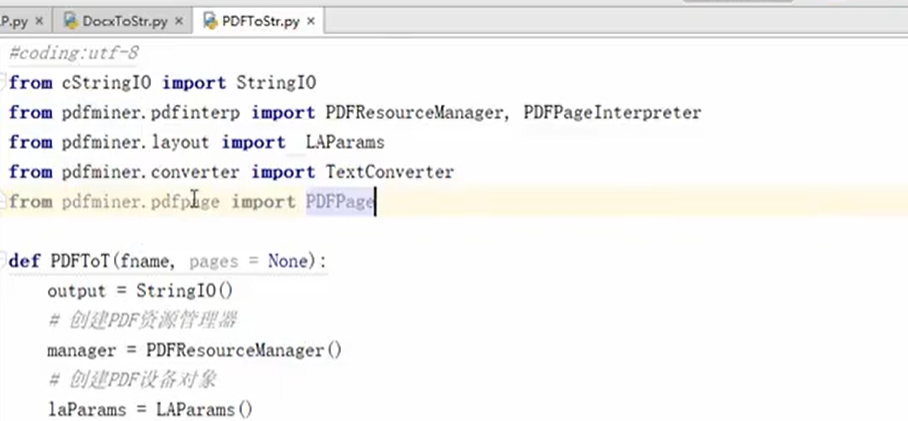 P.py × DocxToStr.py × PDFToStr.py ×
#coding:utf-8
from cStringIO import StringIO
from pdfminer.pdfinterp import PDFResourceManager, PDFPageInterpreter
from pdfminer.layout import LAParams
from pdfminer.converter import TextConverter
from pdfminer.pdfpage import PDFPage
def PDFToT(fname, pages = None):
output = StringIO()
# 创建PDF资源管理器
manager = PDFResourceManager()
# 创建PDF设备对象
laParams = LAParams()